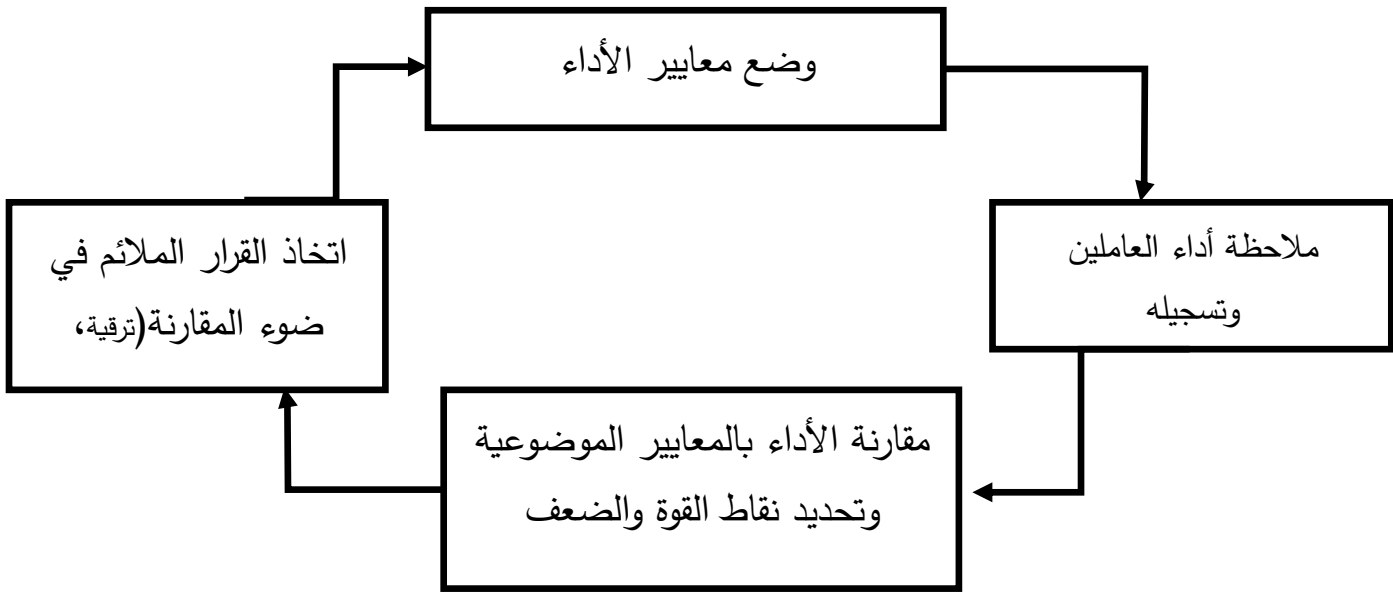 وضع معايير الأداء
ملاحظة أداء العاملين
وتسجيله
مقارنة الأداء بالمعايير الموضوعية
وتحديد نقاط القوة والضعف
اتخاذ القرار الملائم في
ضوء المقارنة(ترقية،